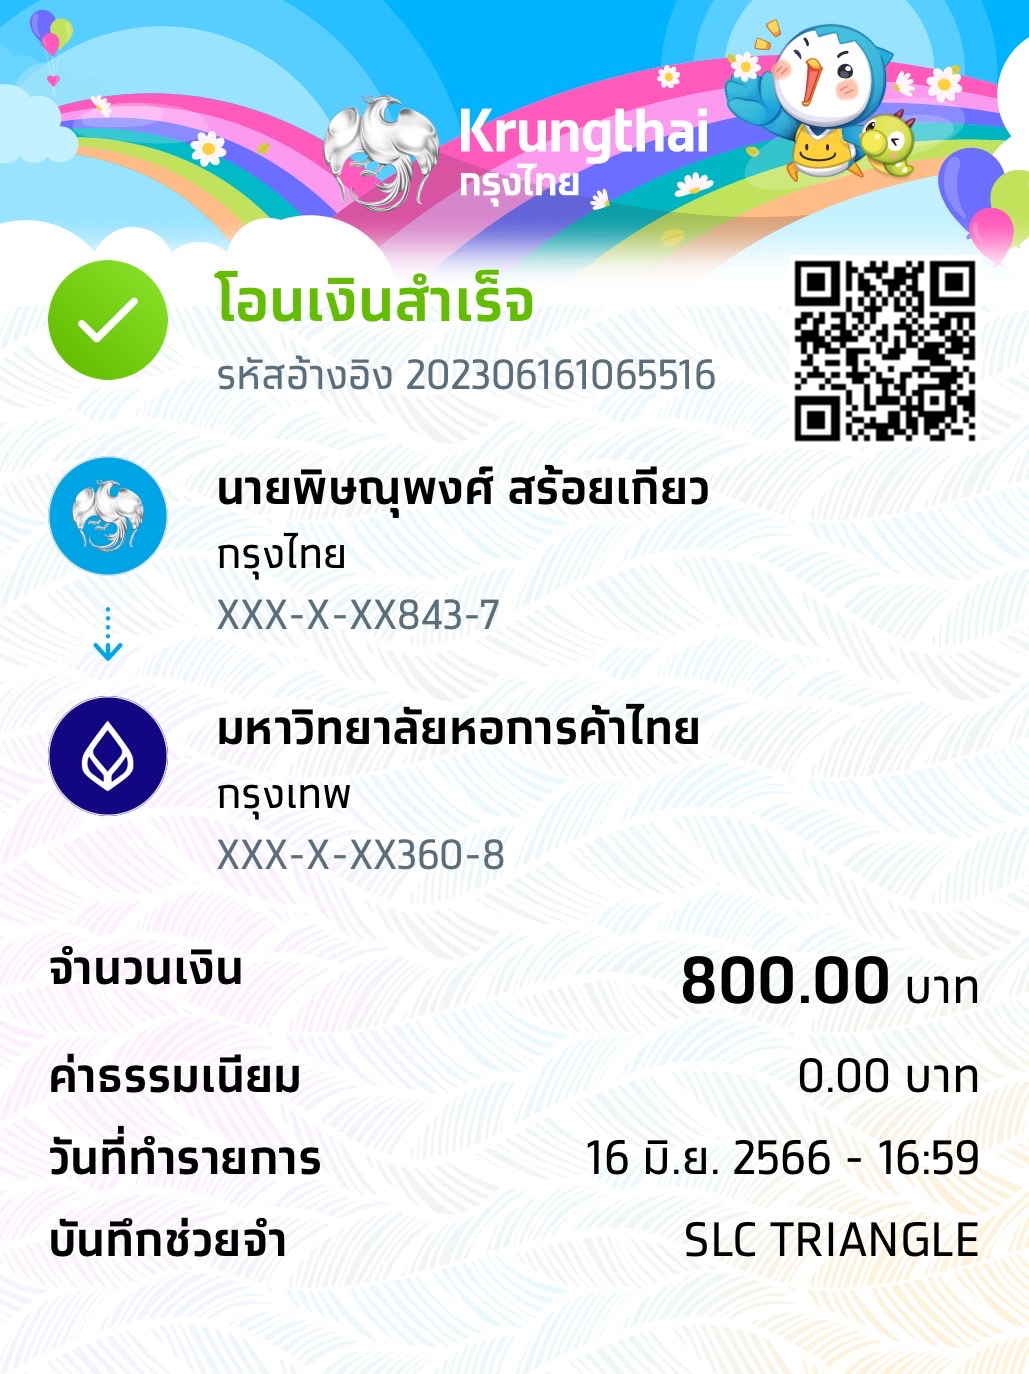 Krungthai
กรุงไทย
โอนเงินสำเร็จ
รหัสอ้างอิง 202306161065516
นายพิษณุพงศ์ สร้อยเกียว
กรุงไทย
XXX-X-XX843-7
มหาวิทยาลัยหอการค้าไทย
กรุงเทพ
XXX-X-XX360-8
จำนวนเงิน 800.00 บาท
ค่าธรรมเนียม 0.00 บาท
วันที่ทำรายการ 16 มิ.ย. 2566 - 16:59
บันทึกช่วยจำ SLC TRIANGLE